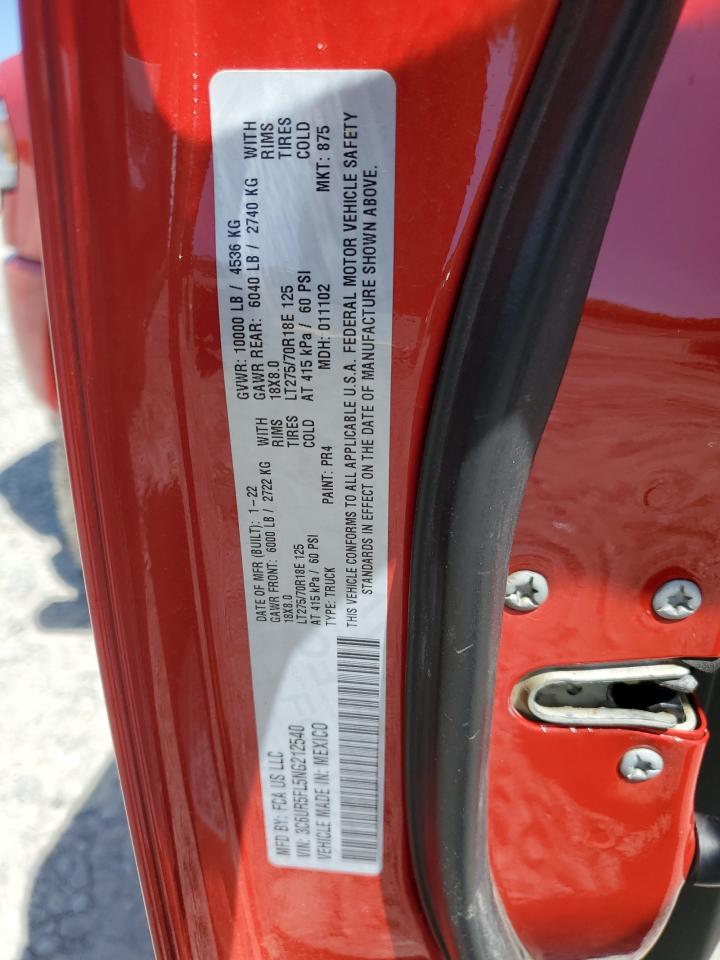 MFD BY: FCA US LLC
DATE OF MFR (BUILT): 1-22
GVWR: 10000 LB / 4536 KG
GAWR FRONT: 6000 LB / 2722 KG WITH
GAWR REAR: 6040 LB / 2740 KG WITH
18X8.0 RIMS
18X8.0 RIMS
LT275/70R18E 125 TIRES
LT275/70R18E 125 TIRES
AT 415 kPa / 60 PSI COLD
AT 415 kPa / 60 PSI COLD
VIN: 3C6UR5FL5NG212540
TYPE: TRUCK
PAINT: PR4
MDH: 011102
MKT: 875
VEHICLE MADE IN: MEXICO
THIS VEHICLE CONFORMS TO ALL APPLICABLE U.S.A. FEDERAL MOTOR VEHICLE SAFETY
STANDARDS IN EFFECT ON THE DATE OF MANUFACTURE SHOWN ABOVE.